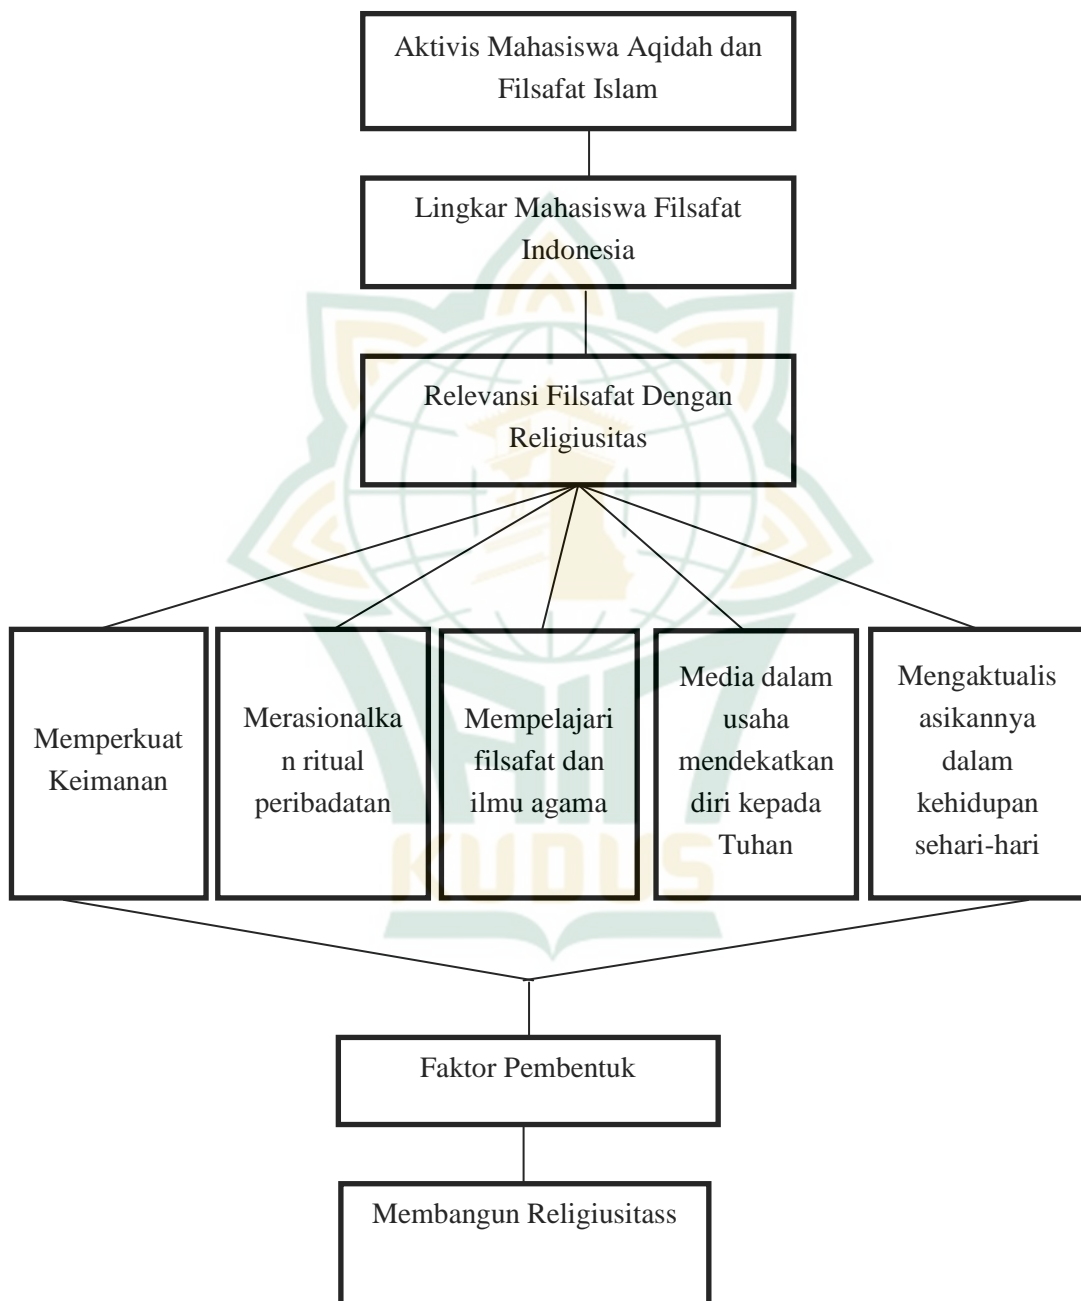 Aktivis Mahasiswa Aqidah dan
Filsafat Islam
Lingkar Mahasiswa Filsafat
Indonesia
Relevansi Filsafat Dengan
Religiusitas
Memperkuat
Keimanan
Merasionalka
n ritual
peribadatan
Mempelajari
filsafat dan
ilmu agama
Media dalam
usaha
mendekatkan
diri kepada
Tuhan
Mengaktualis
asikannya
dalam
kehidupan
sehari-hari
KUDUS
Faktor Pembentuk
Membangun Religiusitass